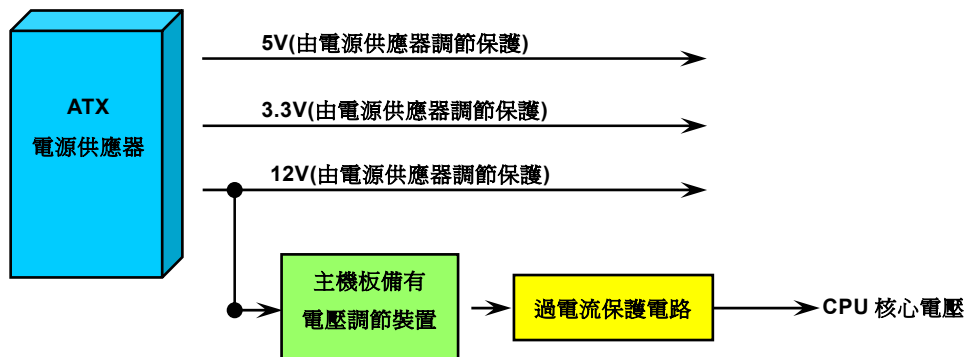 5V(由電源供應器調節保護)
ATX
電源供應器
3.3V(由電源供應器調節保護)
12V(由電源供應器調節保護)
主機板備有
電壓調節裝置
過電流保護電路
CPU 核心電壓